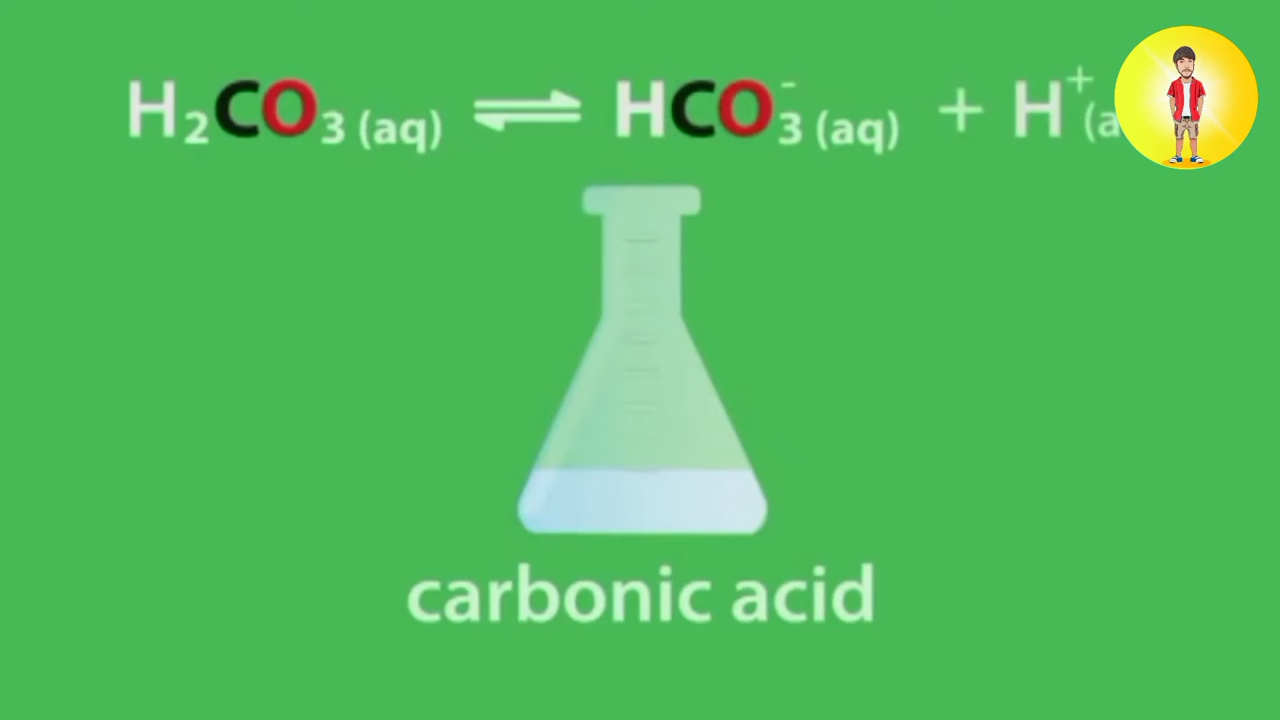 H₂CO₃ (aq) ⇌ HCO₃⁻ (aq) + H⁺
carbonic acid